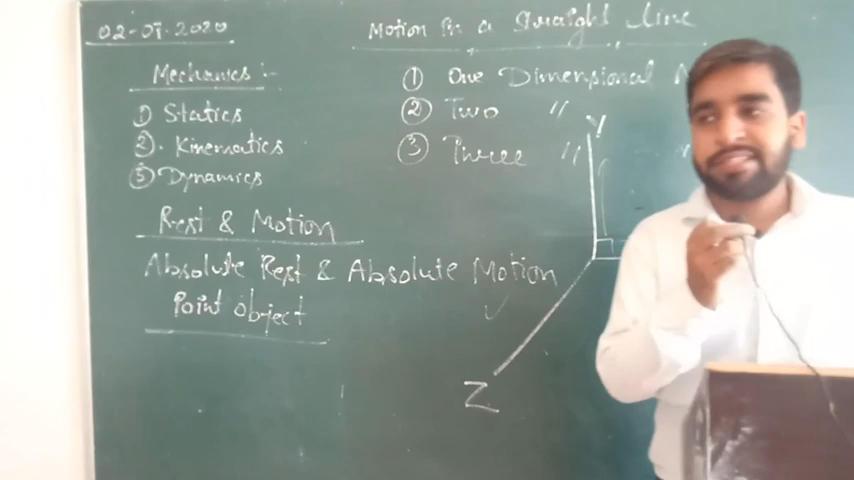 02-07-2020
Mechanics :-
① Statics
② . Kinematics
③ Dynamics
Rest & Motion
Absolute Rest & Absolute Motion
Point object
Motion in a Straight line
① One Dimensional M
② Two "
③ Three " "
Y
Z